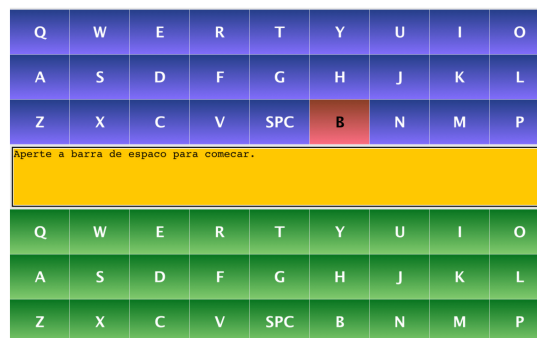 Q W E R T Y U I O
A S D F G H J K L
Z X C V SPC B N M P
Aperte a barra de espaco para comecar.
Q W E R T Y U I O
A S D F G H J K L
Z X C V SPC B N M P